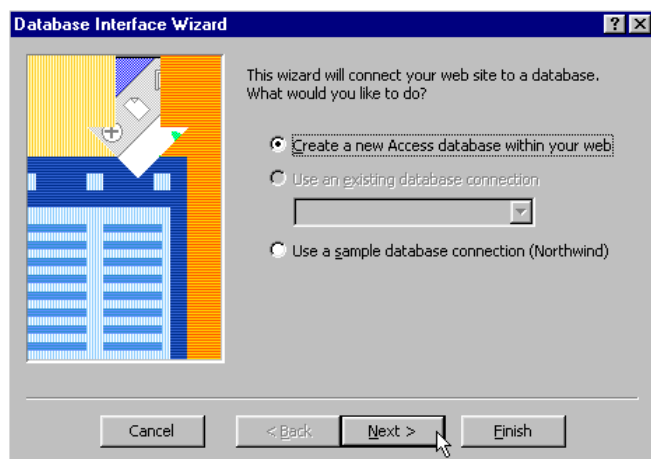 Database Interface Wizard
This wizard will connect your web site to a database.
What would you like to do?
Create a new Access database within your web
Use an existing database connection
Use a sample database connection (Northwind)
Cancel
< Back
Next >
Finish